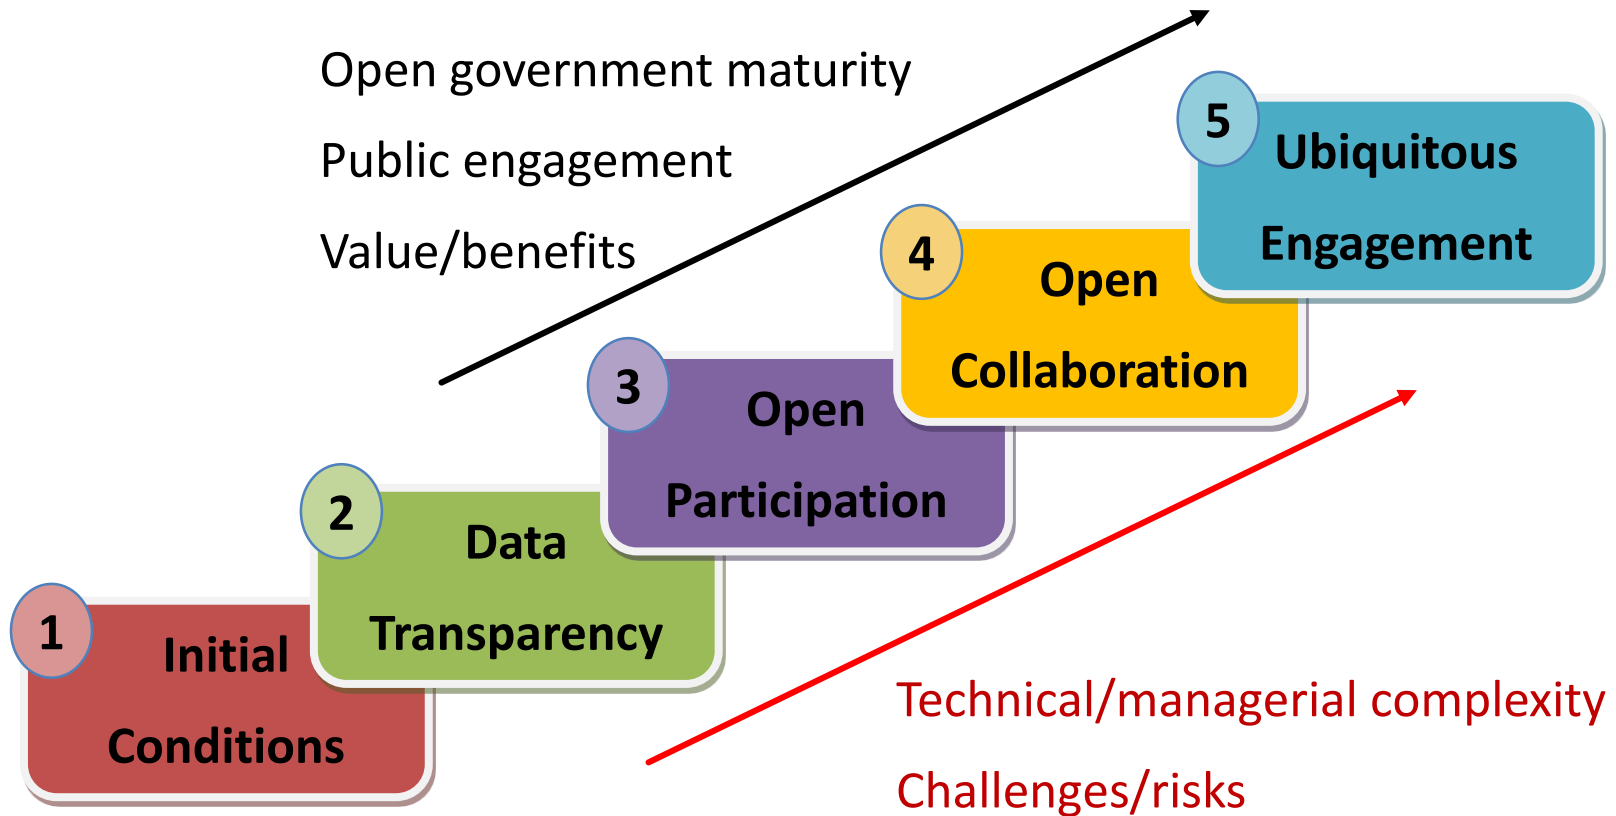 Open government maturity
Public engagement
Value/benefits
5
Ubiquitous
Engagement
4
Open
Collaboration
3
Open
Participation
2
Data
Transparency
1
Initial
Conditions
Technical/managerial complexity
Challenges/risks